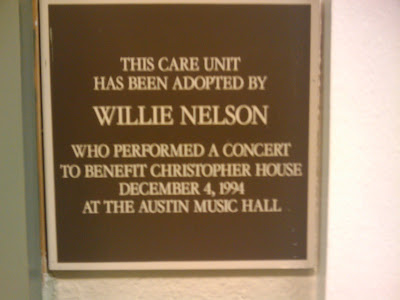 THIS CARE UNIT
HAS BEEN ADOPTED BY
WILLIE NELSON
WHO PERFORMED A CONCERT
TO BENEFIT CHRISTOPHER HOUSE
DECEMBER 4, 1994
AT THE AUSTIN MUSIC HALL